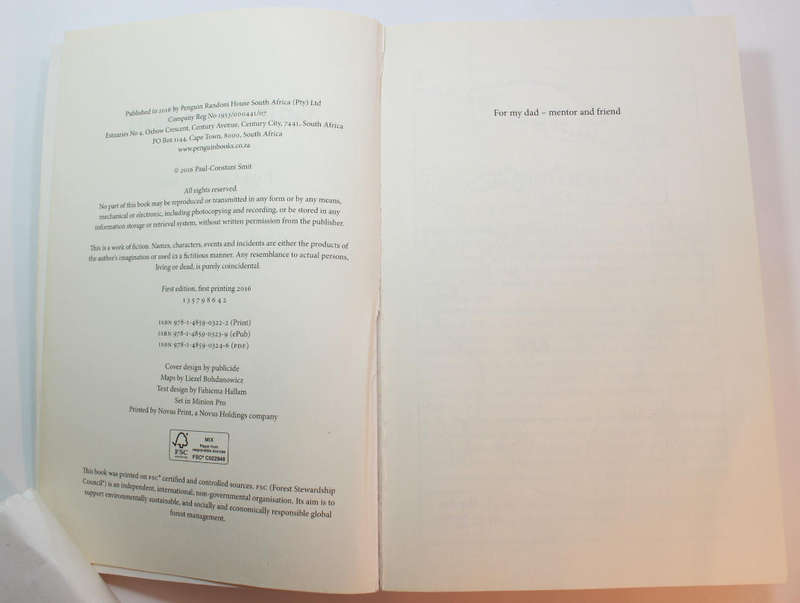 Published in 2016 by Penguin Random House South Africa (Pty) Ltd
Company Reg No 1953/000441/07
Estuaries No 4, Oxbow Crescent, Century Avenue, Century City, 7441, South Africa
PO Box 1144, Cape Town, 8000, South Africa
www.penguinbooks.co.za
© 2016 Paul-Constant Smit
All rights reserved.
No part of this book may be reproduced or transmitted in any form or by any means,
mechanical or electronic, including photocopying and recording, or be stored in any
information storage or retrieval system, without written permission from the publisher.
This is a work of fiction. Names, characters, events and incidents are either the products of
the author's imagination or used in a fictitious manner. Any resemblance to actual persons,
living or dead, is purely coincidental.
First edition, first printing 2016
1 3 5 7 9 8 6 4 2
ISBN 978-1-4859-0322-2 (Print)
ISBN 978-1-4859-0323-9 (ePub)
ISBN 978-1-4859-0324-6 (PDF)
Cover design by publicide
Maps by Liezel Bohdanowicz
Text design by Fahiema Hallam
Set in Minion Pro
Printed by Novus Print, a Novus Holdings company
FSC
MIX
Paper from
responsible sources
FSC® C022948
This book was printed on FSC® certified and controlled sources. FSC (Forest Stewardship
Council®) is an independent, international, non-governmental organisation. Its aim is to
support environmentally sustainable, and socially and economically responsible global
forest management.
For my dad – mentor and friend